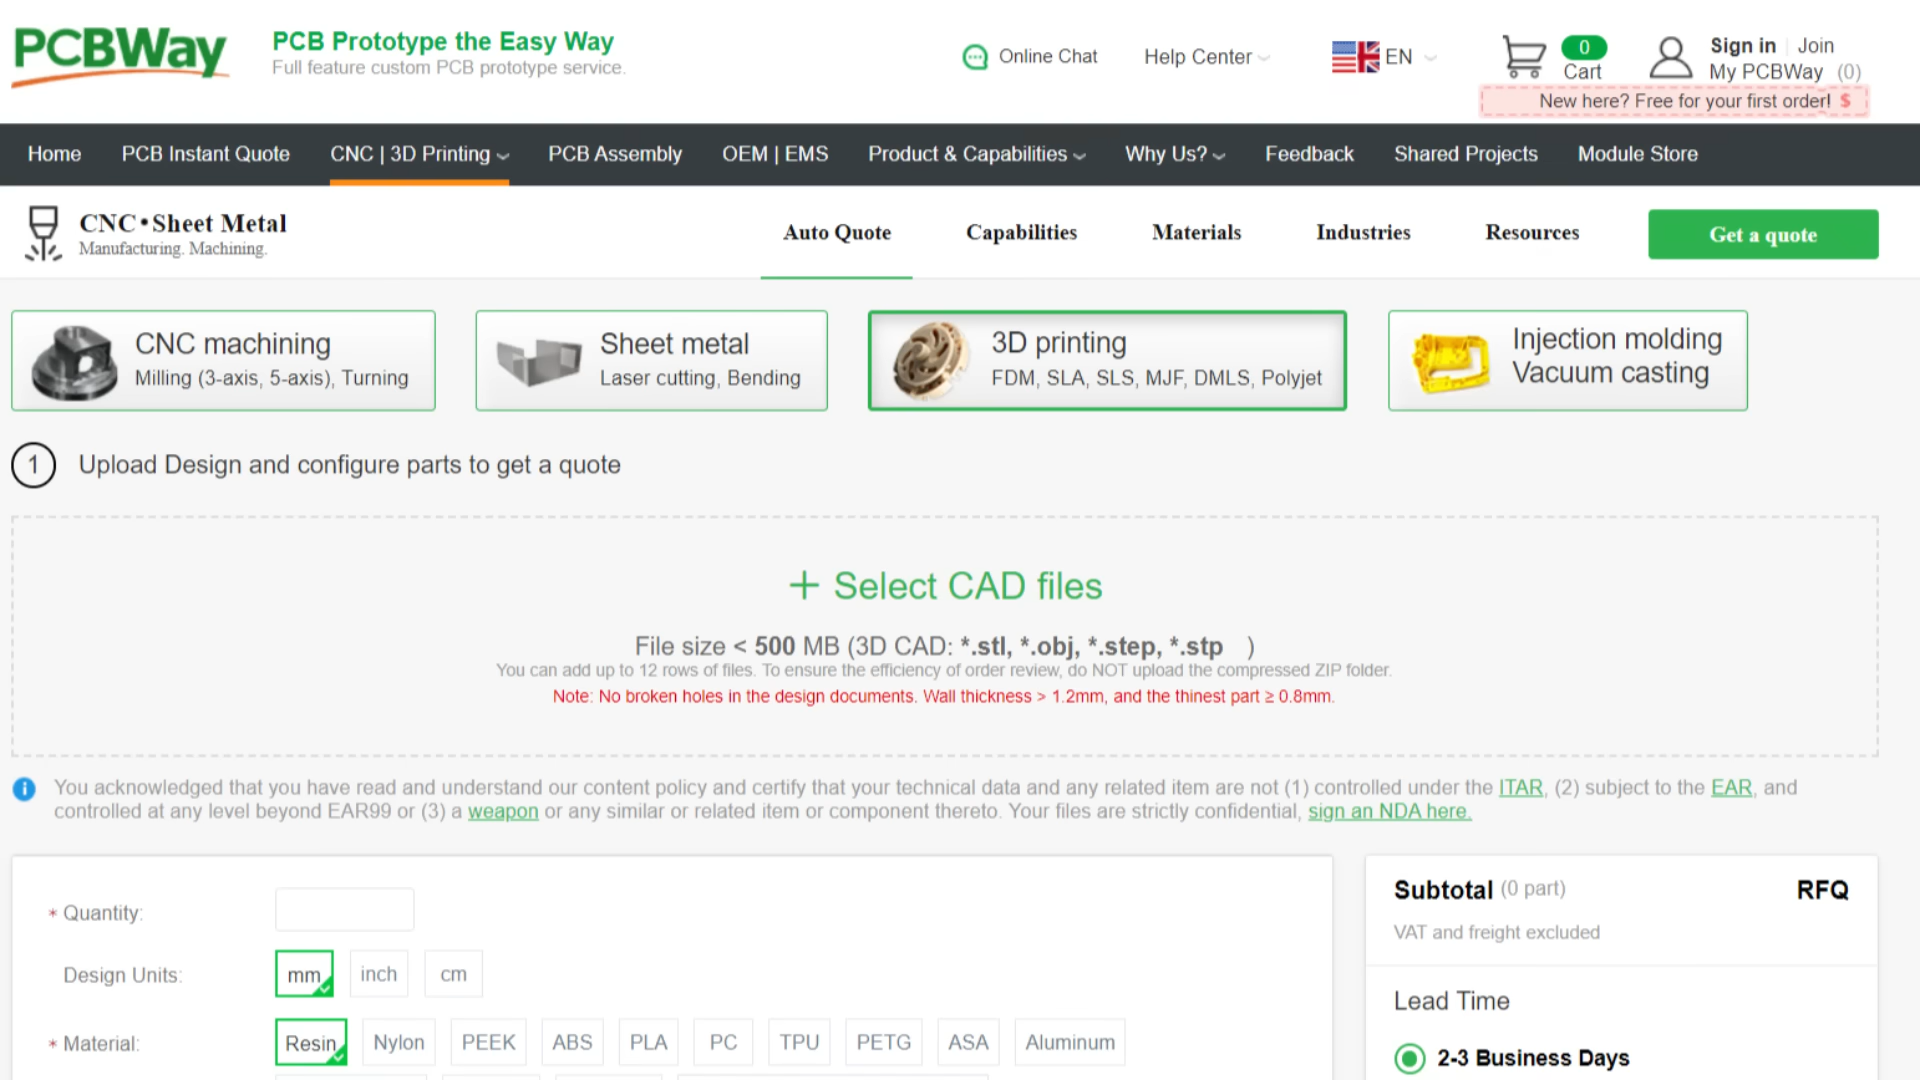 PCBWay
PCB Prototype the Easy Way
Full feature custom PCB prototype service.
Online Chat
Help Center
EN
0
Cart
Sign in | Join
My PCBWay (0)
New here? Free for your first order! $
Home
PCB Instant Quote
CNC | 3D Printing
PCB Assembly
OEM | EMS
Product & Capabilities
Why Us?
Feedback
Shared Projects
Module Store
CNC•Sheet Metal
Manufacturing. Machining.
Auto Quote
Capabilities
Materials
Industries
Resources
Get a quote
CNC machining
Milling (3-axis, 5-axis), Turning
Sheet metal
Laser cutting, Bending
3D printing
FDM, SLA, SLS, MJF, DMLS, Polyjet
Injection molding
Vacuum casting
1 Upload Design and configure parts to get a quote
+ Select CAD files
File size < 500 MB (3D CAD: *.stl, *.obj, *.step, *.stp )
You can add up to 12 rows of files. To ensure the efficiency of order review, do NOT upload the compressed ZIP folder.
Note: No broken holes in the design documents. Wall thickness > 1.2mm, and the thinest part ≥ 0.8mm.
You acknowledged that you have read and understand our content policy and certify that your technical data and any related item are not (1) controlled under the ITAR, (2) subject to the EAR, and
controlled at any level beyond EAR99 or (3) a weapon or any similar or related item or component thereto. Your files are strictly confidential, sign an NDA here.
* Quantity:
Design Units:
mm
inch
cm
* Material:
Resin
Nylon
PEEK
ABS
PLA
PC
TPU
PETG
ASA
Aluminum
Subtotal (0 part)
RFQ
VAT and freight excluded
Lead Time
2-3 Business Days